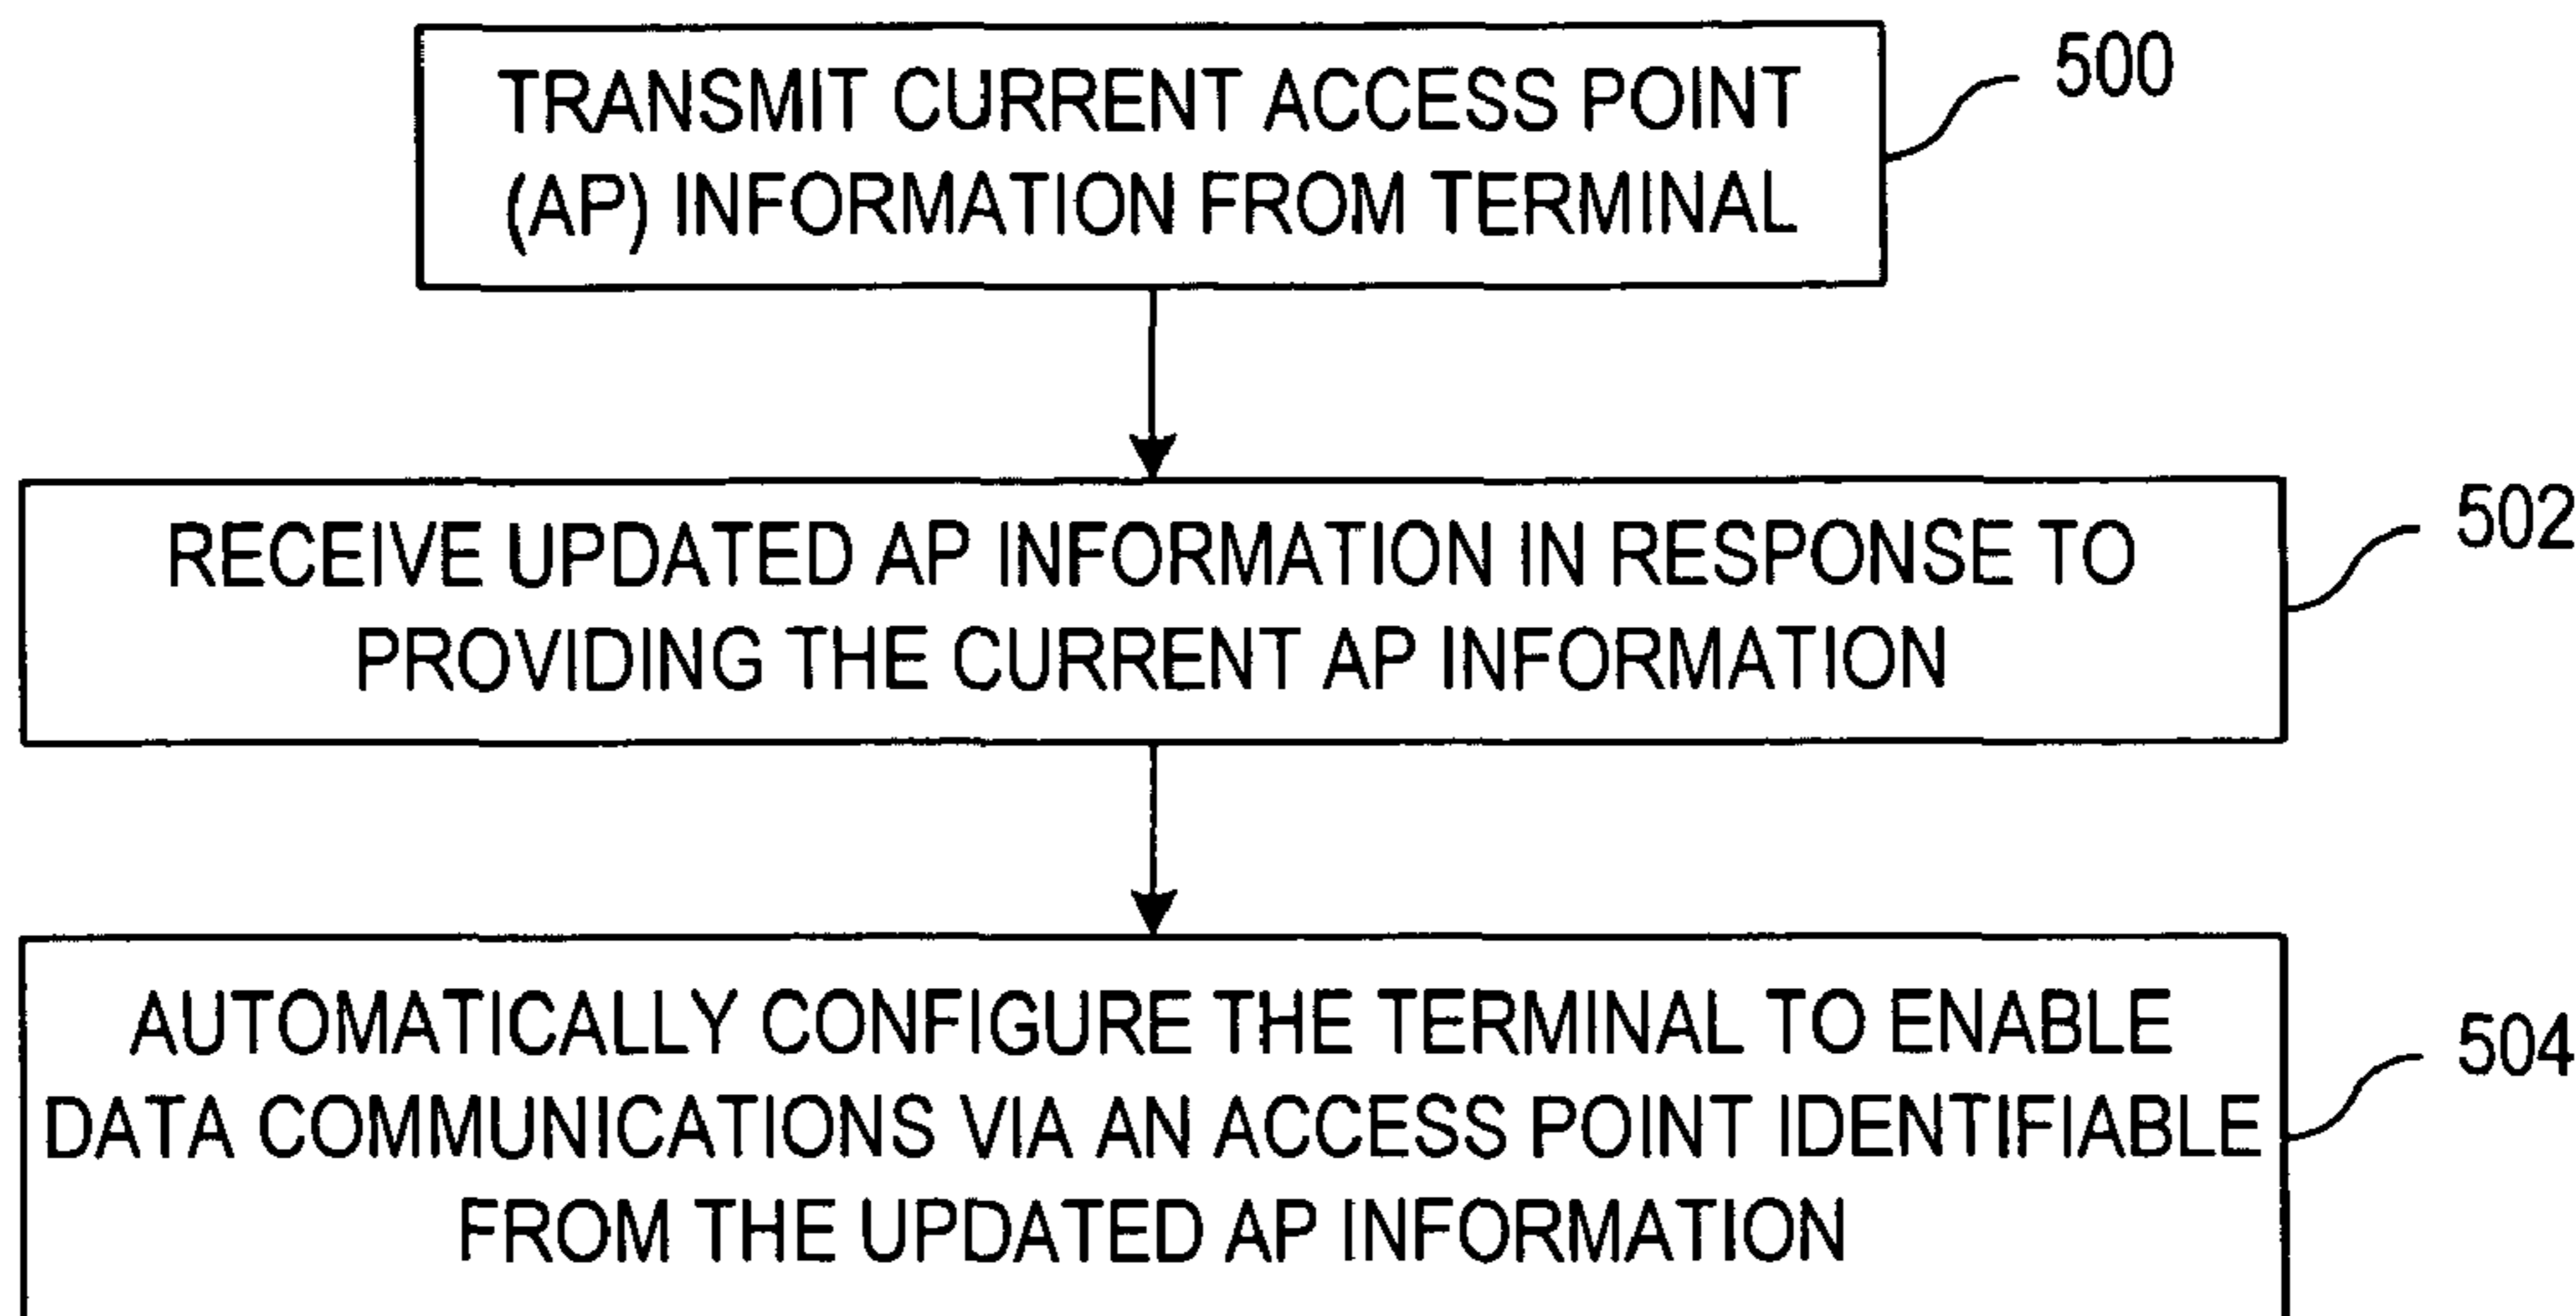 TRANSMIT CURRENT ACCESS POINT
(AP) INFORMATION FROM TERMINAL
500
RECEIVE UPDATED AP INFORMATION IN RESPONSE TO
PROVIDING THE CURRENT AP INFORMATION
502
AUTOMATICALLY CONFIGURE THE TERMINAL TO ENABLE
DATA COMMUNICATIONS VIA AN ACCESS POINT IDENTIFIABLE
FROM THE UPDATED AP INFORMATION
504